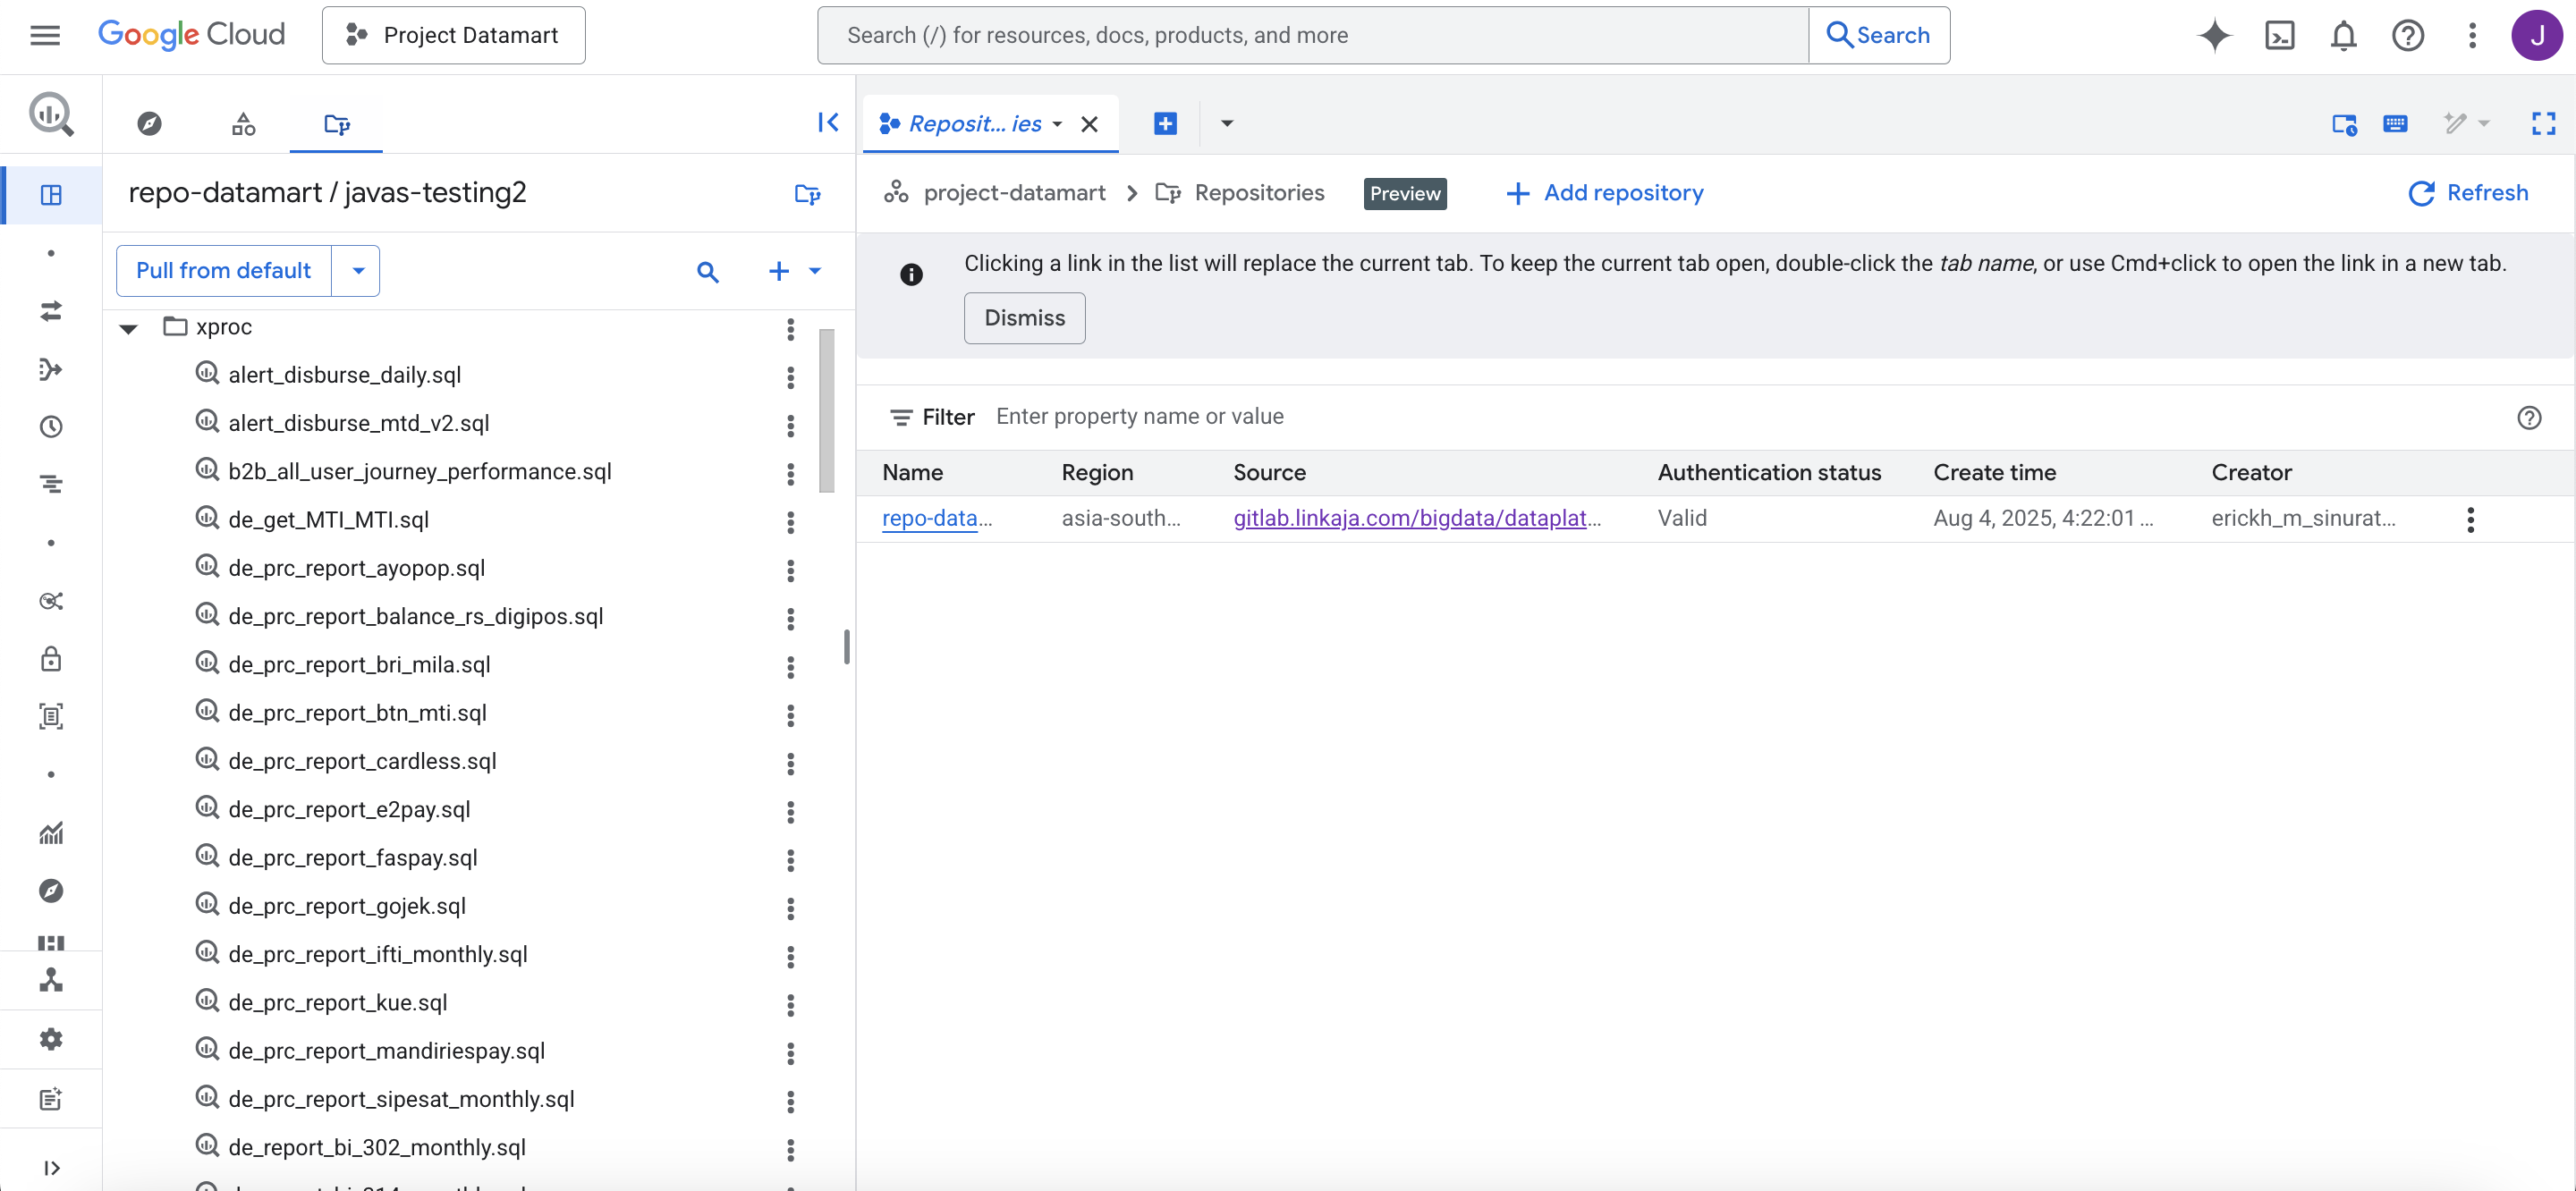 Google Cloud
Project Datamart
Search (/) for resources, docs, products, and more
Search
J
Reposit... ies
repo-datamart / javas-testing2
project-datamart
Repositories
Preview
Add repository
Refresh
Pull from default
Clicking a link in the list will replace the current tab. To keep the current tab open, double-click the tab name, or use Cmd+click to open the link in a new tab.
Dismiss
xproc
alert_disburse_daily.sql
alert_disburse_mtd_v2.sql
b2b_all_user_journey_performance.sql
de_get_MTI_MTI.sql
de_prc_report_ayopop.sql
de_prc_report_balance_rs_digipos.sql
de_prc_report_bri_mila.sql
de_prc_report_btn_mti.sql
de_prc_report_cardless.sql
de_prc_report_e2pay.sql
de_prc_report_faspay.sql
de_prc_report_gojek.sql
de_prc_report_ifti_monthly.sql
de_prc_report_kue.sql
de_prc_report_mandiriespay.sql
de_prc_report_sipesat_monthly.sql
de_report_bi_302_monthly.sql
Filter Enter property name or value
Name Region Source Authentication status Create time Creator
repo-data... asia-south... gitlab.linkaja.com/bigdata/dataplat... Valid Aug 4, 2025, 4:22:01 ... erickh_m_sinurat...